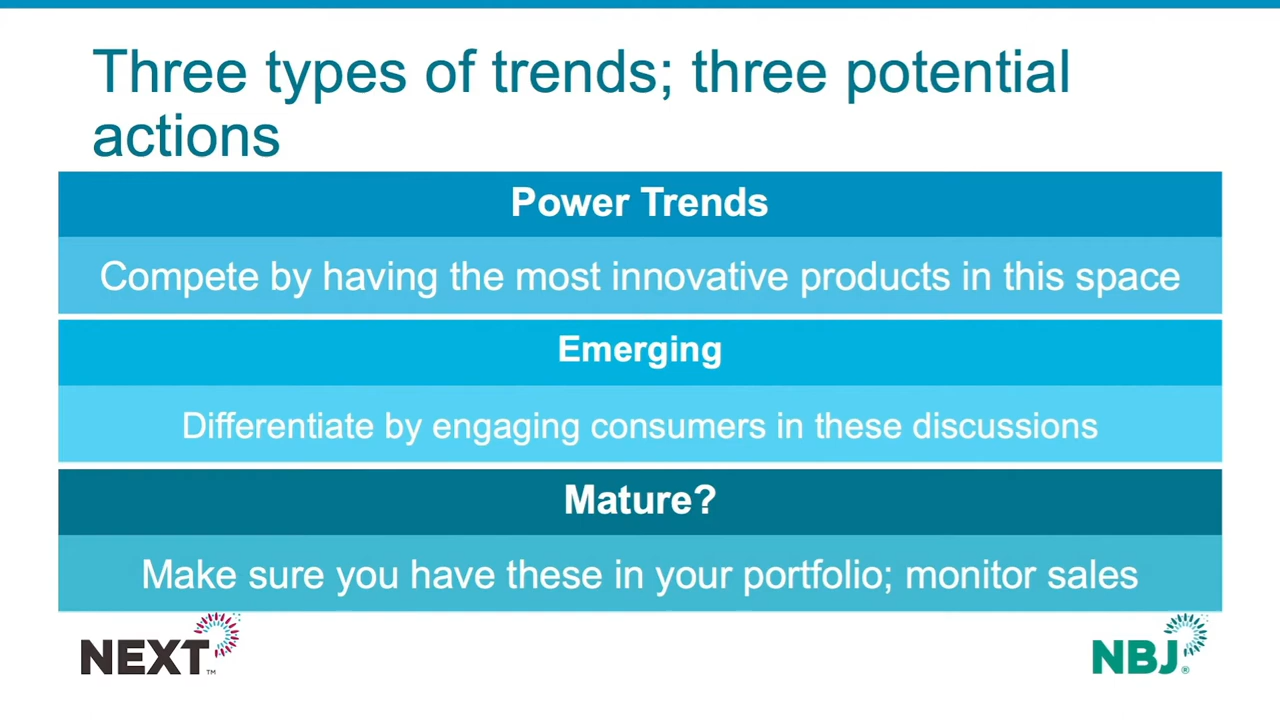 Three types of trends; three potential
actions
Power Trends
Compete by having the most innovative products in this space
Emerging
Differentiate by engaging consumers in these discussions
Mature?
Make sure you have these in your portfolio; monitor sales
NEXT™
NBJ®